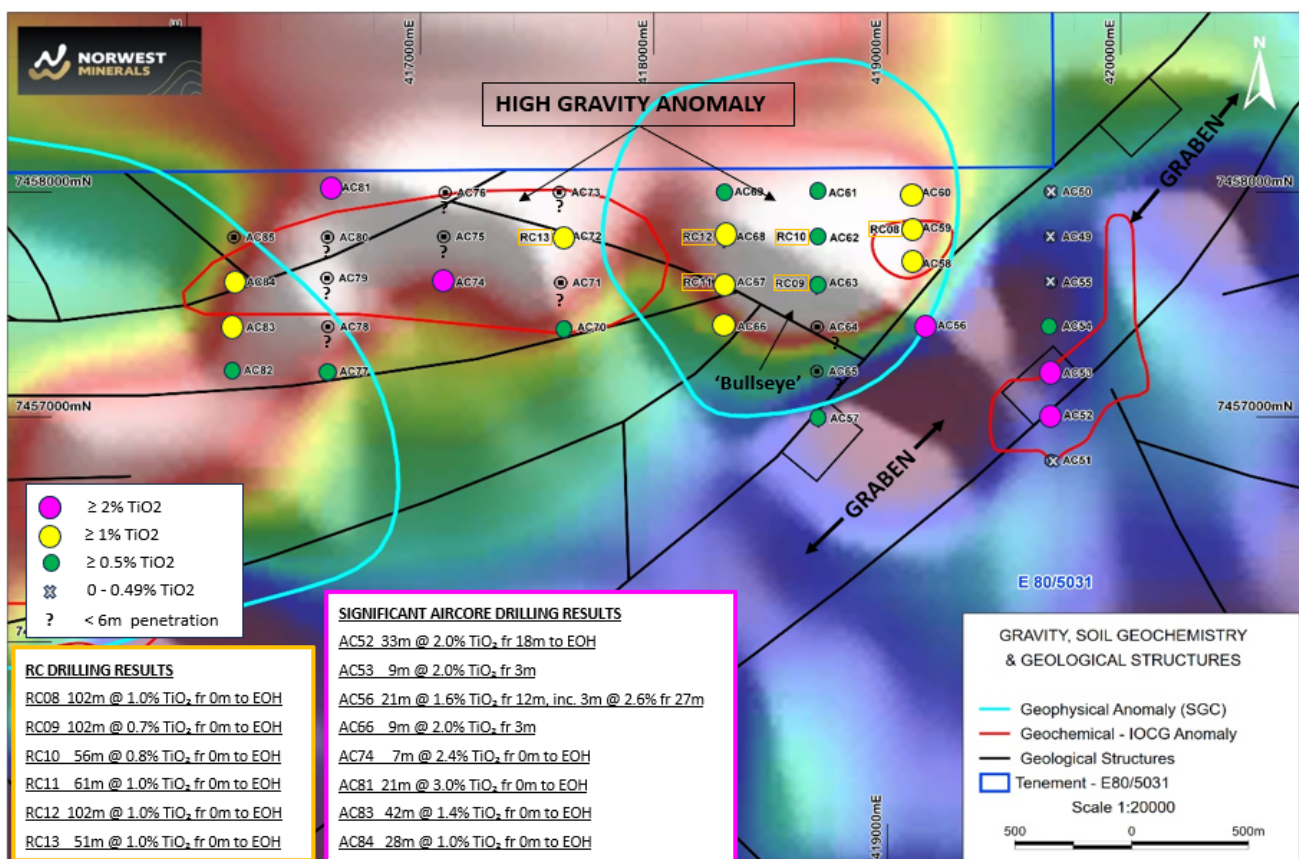 NORWEST
MINERALS
417000mE
418000mE
419000mE
420000mE
N
HIGH GRAVITY ANOMALY
GRABEN
7458000mN
7458000mN
AC81
AC76
?
AC73
?
AC69
AC61
AC60
AC60
AC85
AC80
?
AC75
RC13
AC72
RC12
AC68
RC10
AC62
RC08
AC59
AC49
AC58
AC84
AC79
?
AC74
AC71
?
RC11
AC67
RC09
AC63
AC55
AC83
AC78
?
AC70
AC66
AC64
?
AC56
AC54
AC82
AC77
'Bullseye'
AC65
?
AC53
7457000mN
7457000mN
AC57
AC52
AC51
GRABEN
≥ 2% TiO2
≥ 1% TiO2
≥ 0.5% TiO2
0 - 0.49% TiO2
? < 6m penetration
E 80/5031
RC DRILLING RESULTS
RC08 102m @ 1.0% TiO₂ fr 0m to EOH
RC09 102m @ 0.7% TiO₂ fr 0m to EOH
RC10 56m @ 0.8% TiO₂ fr 0m to EOH
RC11 61m @ 1.0% TiO₂ fr 0m to EOH
RC12 102m @ 1.0% TiO₂ fr 0m to EOH
RC13 51m @ 1.0% TiO₂ fr 0m to EOH
SIGNIFICANT AIRCORE DRILLING RESULTS
AC52 33m @ 2.0% TiO₂ fr 18m to EOH
AC53 9m @ 2.0% TiO₂ fr 3m
AC56 21m @ 1.6% TiO₂ fr 12m, inc. 3m @ 2.6% fr 27m
AC66 9m @ 2.0% TiO₂ fr 3m
AC74 7m @ 2.4% TiO₂ fr 0m to EOH
AC81 21m @ 3.0% TiO₂ fr 0m to EOH
AC83 42m @ 1.4% TiO₂ fr 0m to EOH
AC84 28m @ 1.0% TiO₂ fr 0m to EOH
419000mE
GRAVITY, SOIL GEOCHEMISTRY
& GEOLOGICAL STRUCTURES
Geophysical Anomaly (SGC)
Geochemical - IOCG Anomaly
Geological Structures
Tenement - E80/5031
Scale 1:20000
500 0 500m